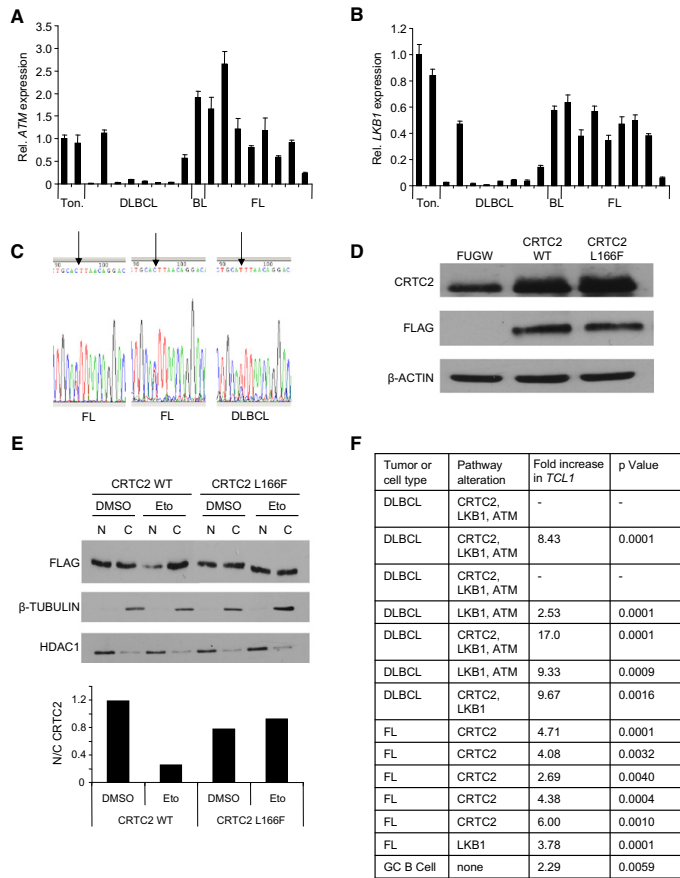 A
Rel. ATM expression
3.5
3.0
2.5
2.0
1.5
1.0
0.5
0
Ton.
DLBCL
BL
FL
B
Rel. LKB1 expression
1.2
1.0
0.8
0.6
0.4
0.2
0
Ton.
DLBCL
BL
FL
C
90 100
CTGCACTTAACAGGAC
FL
FL
DLBCL
D
FUGW
CRTC2 WT
CRTC2 L166F
CRTC2
FLAG
β-ACTIN
E
CRTC2 WT CRTC2 L166F
DMSO Eto DMSO Eto
N C N C N C N C
FLAG
β-TUBULIN
HDAC1
N/C CRTC2
1.2
0.8
0.4
0
DMSO Eto DMSO Eto
CRTC2 WT CRTC2 L166F
F
Tumor or cell type
Pathway alteration
Fold increase in TCL1
p Value
DLBCL CRTC2, LKB1, ATM - -
DLBCL CRTC2, LKB1, ATM 8.43 0.0001
DLBCL CRTC2, LKB1, ATM - -
DLBCL LKB1, ATM 2.53 0.0001
DLBCL CRTC2, LKB1, ATM 17.0 0.0001
DLBCL LKB1, ATM 9.33 0.0009
DLBCL CRTC2, LKB1 9.67 0.0016
FL CRTC2 4.71 0.0001
FL CRTC2 4.08 0.0032
FL CRTC2 2.69 0.0040
FL CRTC2 4.38 0.0004
FL CRTC2 6.00 0.0010
FL LKB1 3.78 0.0001
GC B Cell none 2.29 0.0059